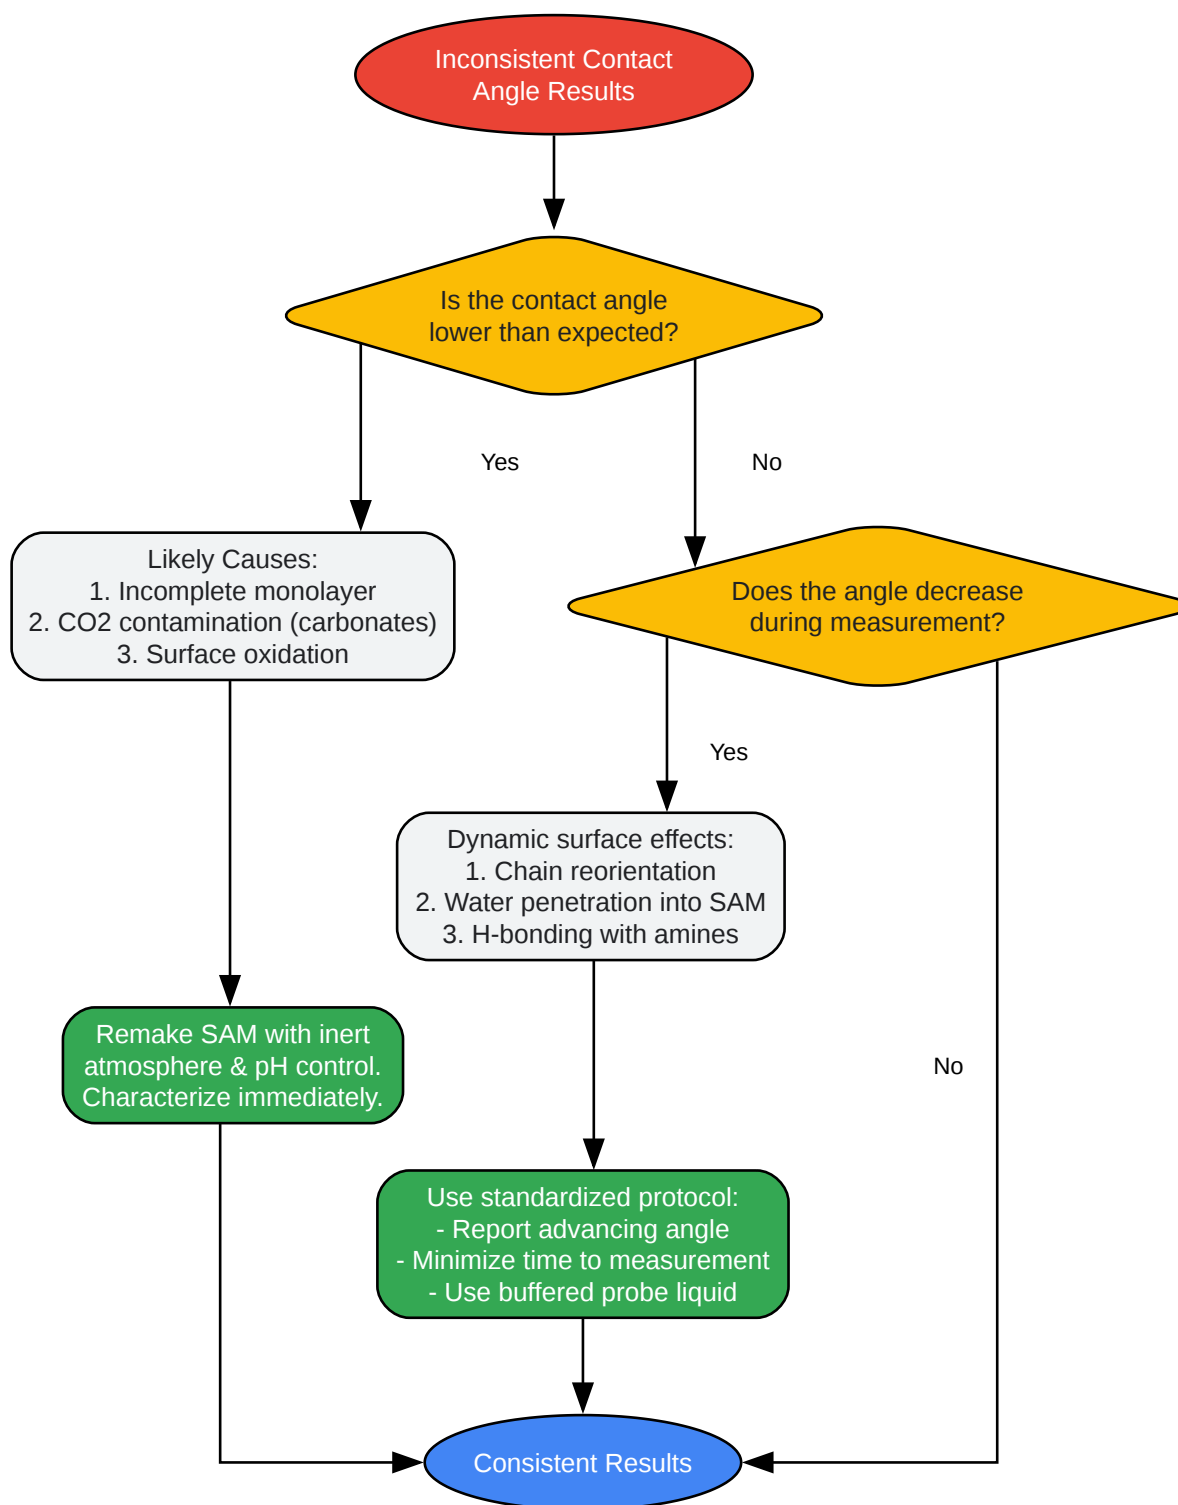 Inconsistent Contact
Angle Results
Is the contact angle
lower than expected?
Yes
No
Likely Causes:
1. Incomplete monolayer
2. CO2 contamination (carbonates)
3. Surface oxidation
Does the angle decrease
during measurement?
Yes
Dynamic surface effects:
1. Chain reorientation
2. Water penetration into SAM
3. H-bonding with amines
Remake SAM with inert
atmosphere & pH control.
Characterize immediately.
No
Use standardized protocol:
- Report advancing angle
- Minimize time to measurement
- Use buffered probe liquid
Consistent Results